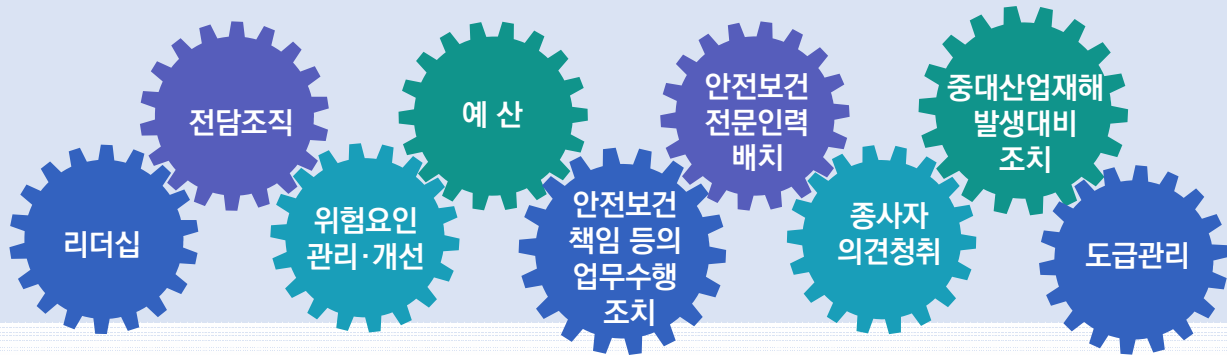 리더십
전담조직
위험요인
관리·개선
예 산
안전보건
책임 등의
업무수행
조치
안전보건
전문인력
배치
종사자
의견청취
중대산업재해
발생대비
조치
도급관리